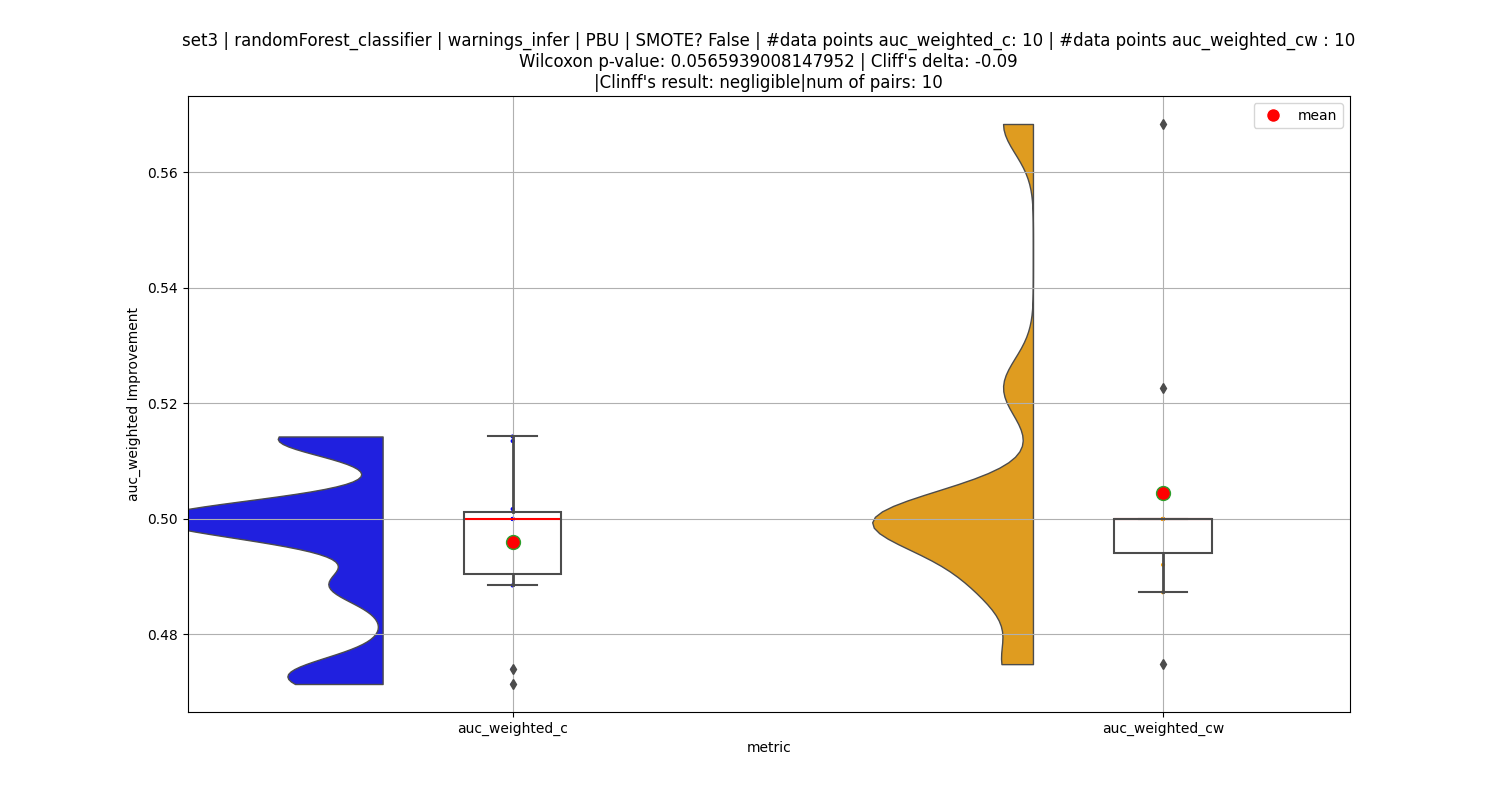 set3 | randomForest_classifier | warnings_infer | PBU | SMOTE? False | #data points auc_weighted_c: 10 | #data points auc_weighted_cw : 10
Wilcoxon p-value: 0.0565939008147952 | Cliff's delta: -0.09
|Clinff's result: negligible|num of pairs: 10
mean
0.56
0.54
0.52
0.50
0.48
auc_weighted Improvement
auc_weighted_c
auc_weighted_cw
metric